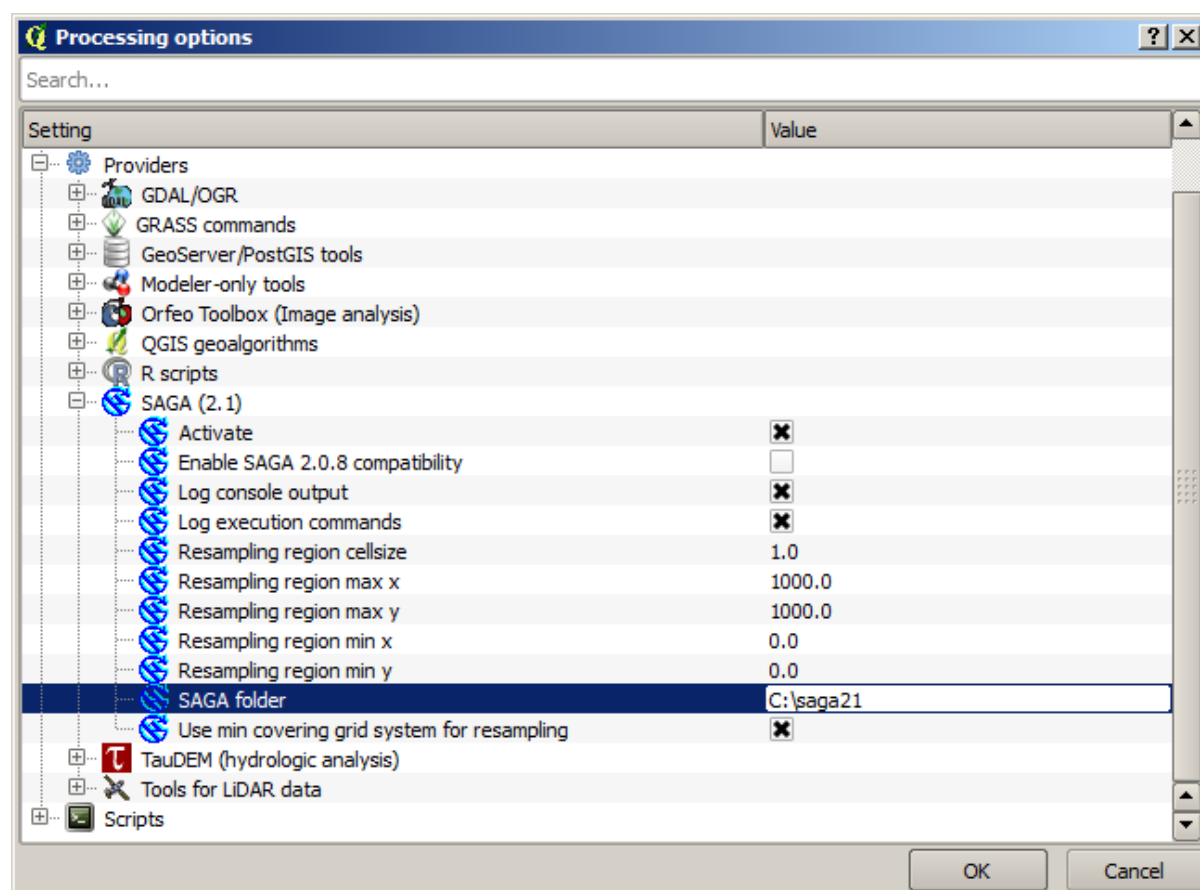 Processing options
Search...
Setting Value
Providers
GDAL/OGR
GRASS commands
GeoServer/PostGIS tools
Modeler-only tools
Orfeo Toolbox (Image analysis)
QGIS geoalgorithms
R scripts
SAGA (2.1)
Activate
Enable SAGA 2.0.8 compatibility
Log console output
Log execution commands
Resampling region cellsize 1.0
Resampling region max x 1000.0
Resampling region max y 1000.0
Resampling region min x 0.0
Resampling region min y 0.0
SAGA folder C:\saga21
Use min covering grid system for resampling
TauDEM (hydrologic analysis)
Tools for LiDAR data
Scripts
OK Cancel